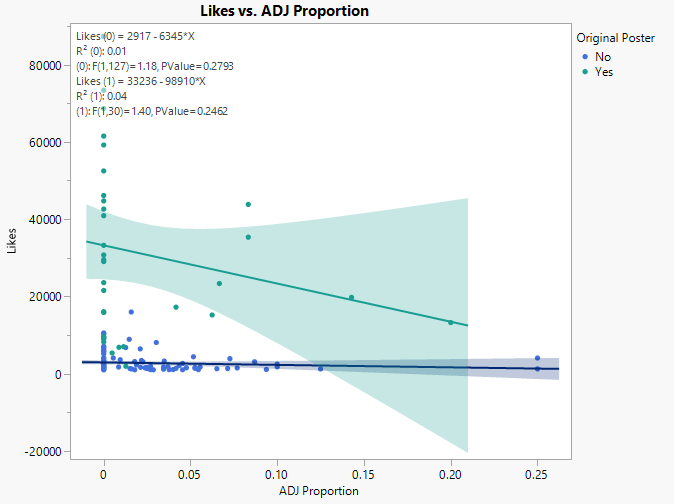 Likes vs. ADJ Proportion
Likes (0) = 2917 - 6345*X
R² (0): 0.01
(0): F(1,127)=1.18, PValue=0.2793
Likes (1) = 33236 - 98910*X
R² (1): 0.04
(1): F(1,30)=1.40, PValue=0.2462
Original Poster
No
Yes
80000
60000
40000
20000
0
-20000
Likes
0
0.05
0.10
0.15
0.20
0.25
ADJ Proportion